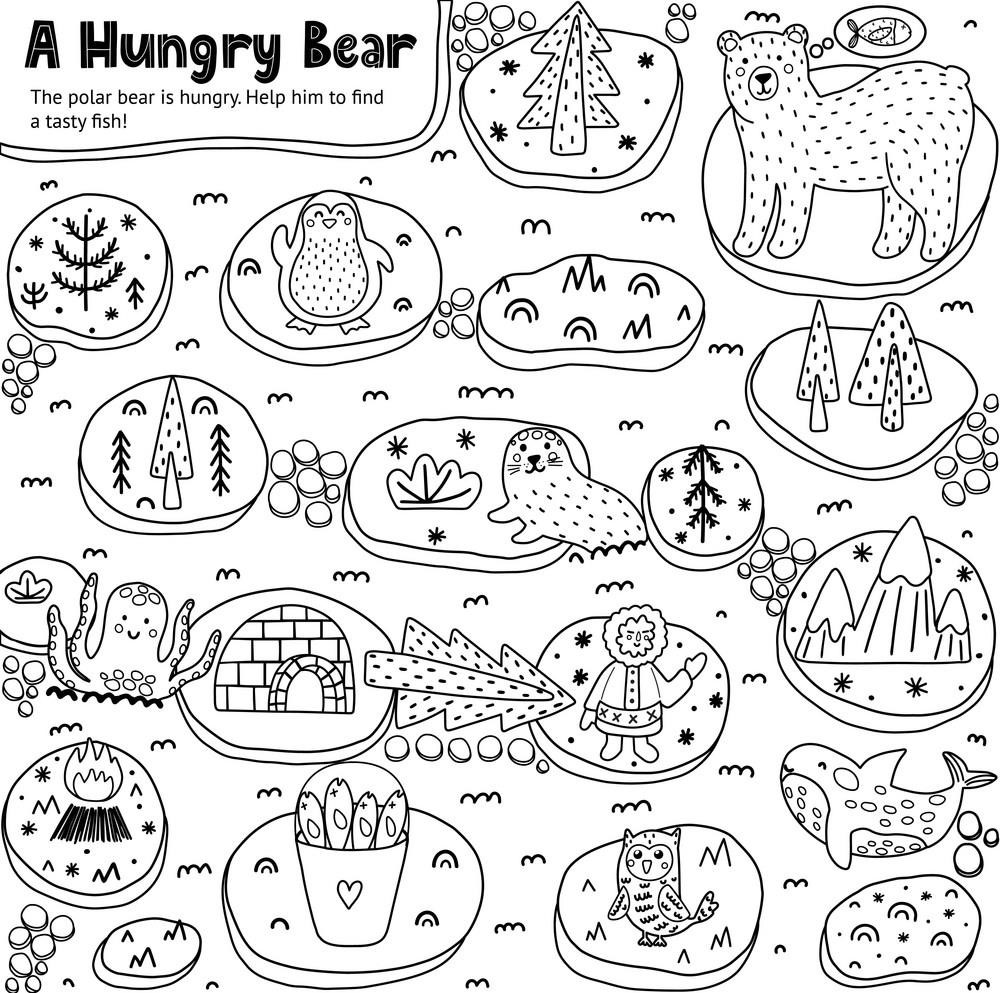 A Hungry Bear
The polar bear is hungry. Help him to find
a tasty fish!